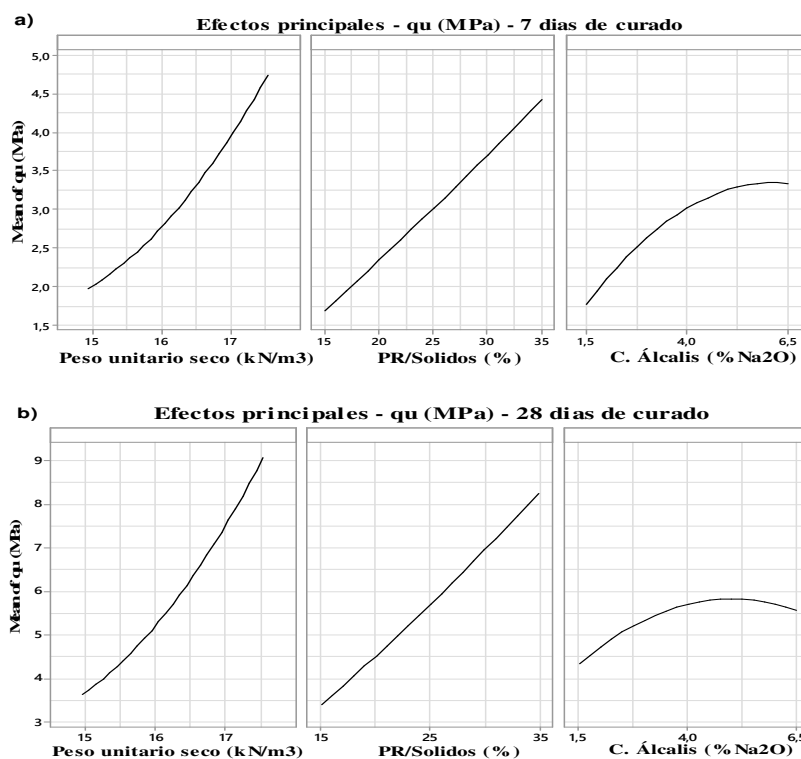 a)
Efectos principales - qu (MPa) - 7 dias de curado
Mean of qu (MPa)
5,0
4,5
4,0
3,5
3,0
2,5
2,0
1,5
15 16 17
15 20 25 30 35
1,5 4,0 6,5
Peso unitario seco (kN/m3) PR/Solidos (%) C. Álcalis (% Na2O)
b)
Efectos principales - qu (MPa) - 28 dias de curado
Mean of qu (MPa)
9
8
7
6
5
4
3
15 16 17
15 25 35
1,5 4,0 6,5
Peso unitario seco (kN/m3) PR/Solidos (%) C. Álcalis (% Na2O)